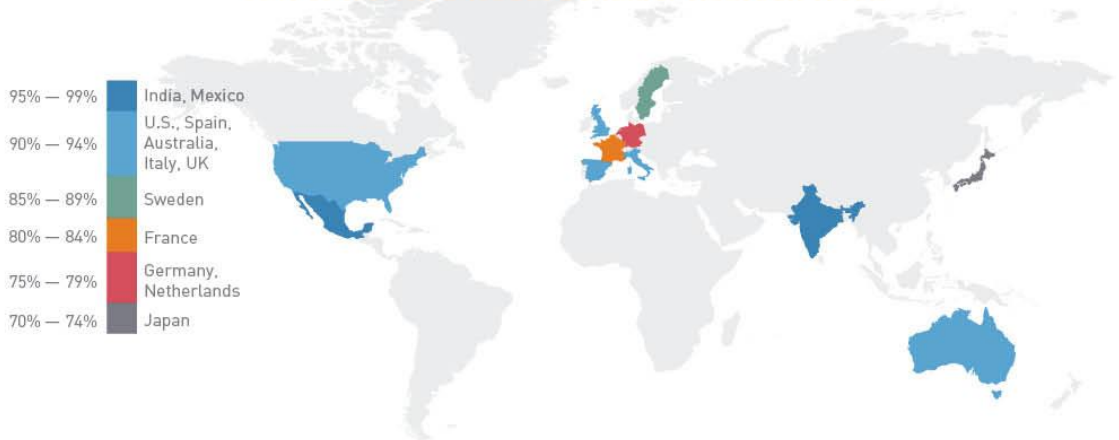 95% — 99% India, Mexico
90% — 94% U.S., Spain,
Australia,
Italy, UK
85% — 89% Sweden
80% — 84% France
75% — 79% Germany,
Netherlands
70% — 74% Japan